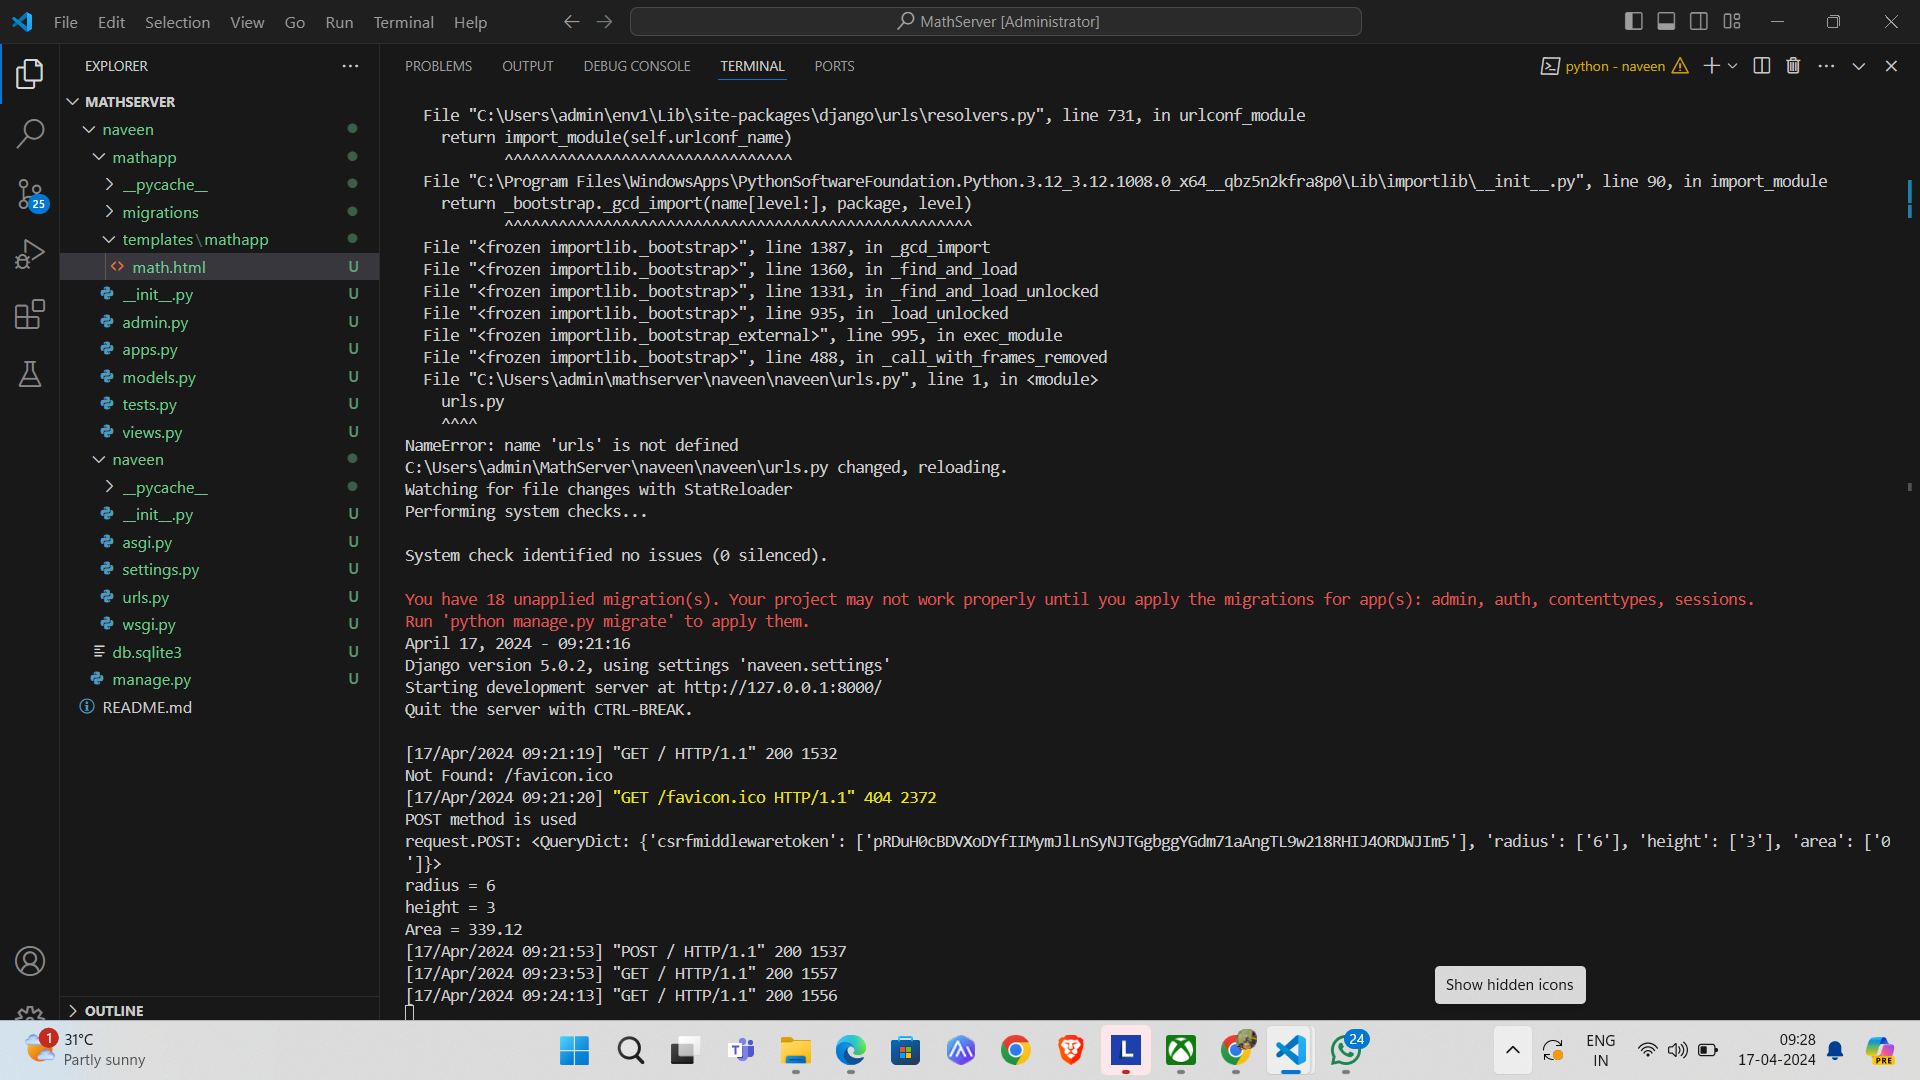 File Edit Selection View Go Run Terminal Help
MathServer [Administrator]
EXPLORER
MATHSERVER
naveen
mathapp
__pycache__
migrations
templates\mathapp
math.html U
__init__.py U
admin.py U
apps.py U
models.py U
tests.py U
views.py U
naveen
__pycache__
__init__.py U
asgi.py U
settings.py U
urls.py U
wsgi.py U
db.sqlite3 U
manage.py U
README.md
OUTLINE
25
PROBLEMS OUTPUT DEBUG CONSOLE TERMINAL PORTS
python - naveen
File "C:\Users\admin\env1\Lib\site-packages\django\urls\resolvers.py", line 731, in urlconf_module
return import_module(self.urlconf_name)
^^^^^^^^^^^^^^^^^^^^^^^^^^^^^^^^
File "C:\Program Files\WindowsApps\PythonSoftwareFoundation.Python.3.12_3.12.1008.0_x64__qbz5n2kfra8p0\Lib\importlib\__init__.py", line 90, in import_module
return _bootstrap._gcd_import(name[level:], package, level)
^^^^^^^^^^^^^^^^^^^^^^^^^^^^^^^^^^^^^^^^^^^^^^^^^^^^
File "<frozen importlib._bootstrap>", line 1387, in _gcd_import
File "<frozen importlib._bootstrap>", line 1360, in _find_and_load
File "<frozen importlib._bootstrap>", line 1331, in _find_and_load_unlocked
File "<frozen importlib._bootstrap>", line 935, in _load_unlocked
File "<frozen importlib._bootstrap_external>", line 995, in exec_module
File "<frozen importlib._bootstrap>", line 488, in _call_with_frames_removed
File "C:\Users\admin\mathserver\naveen\naveen\urls.py", line 1, in <module>
urls.py
^^^^
NameError: name 'urls' is not defined
C:\Users\admin\MathServer\naveen\naveen\urls.py changed, reloading.
Watching for file changes with StatReloader
Performing system checks...
System check identified no issues (0 silenced).
You have 18 unapplied migration(s). Your project may not work properly until you apply the migrations for app(s): admin, auth, contenttypes, sessions.
Run 'python manage.py migrate' to apply them.
April 17, 2024 - 09:21:16
Django version 5.0.2, using settings 'naveen.settings'
Starting development server at http://127.0.0.1:8000/
Quit the server with CTRL-BREAK.
[17/Apr/2024 09:21:19] "GET / HTTP/1.1" 200 1532
Not Found: /favicon.ico
[17/Apr/2024 09:21:20] "GET /favicon.ico HTTP/1.1" 404 2372
POST method is used
request.POST: <QueryDict: {'csrfmiddlewaretoken': ['pRDuH0cBDVXoDYfIIMymJlLnSyNJTGgbggYGdm71aAngTL9w218RHIJ4ORDWJIm5'], 'radius': ['6'], 'height': ['3'], 'area': ['0
']}>
radius = 6
height = 3
Area = 339.12
[17/Apr/2024 09:21:53] "POST / HTTP/1.1" 200 1537
[17/Apr/2024 09:23:53] "GET / HTTP/1.1" 200 1557
[17/Apr/2024 09:24:13] "GET / HTTP/1.1" 200 1556
Show hidden icons
1
31°C
Partly sunny
L
24
ENG
IN
09:28
17-04-2024
PRE